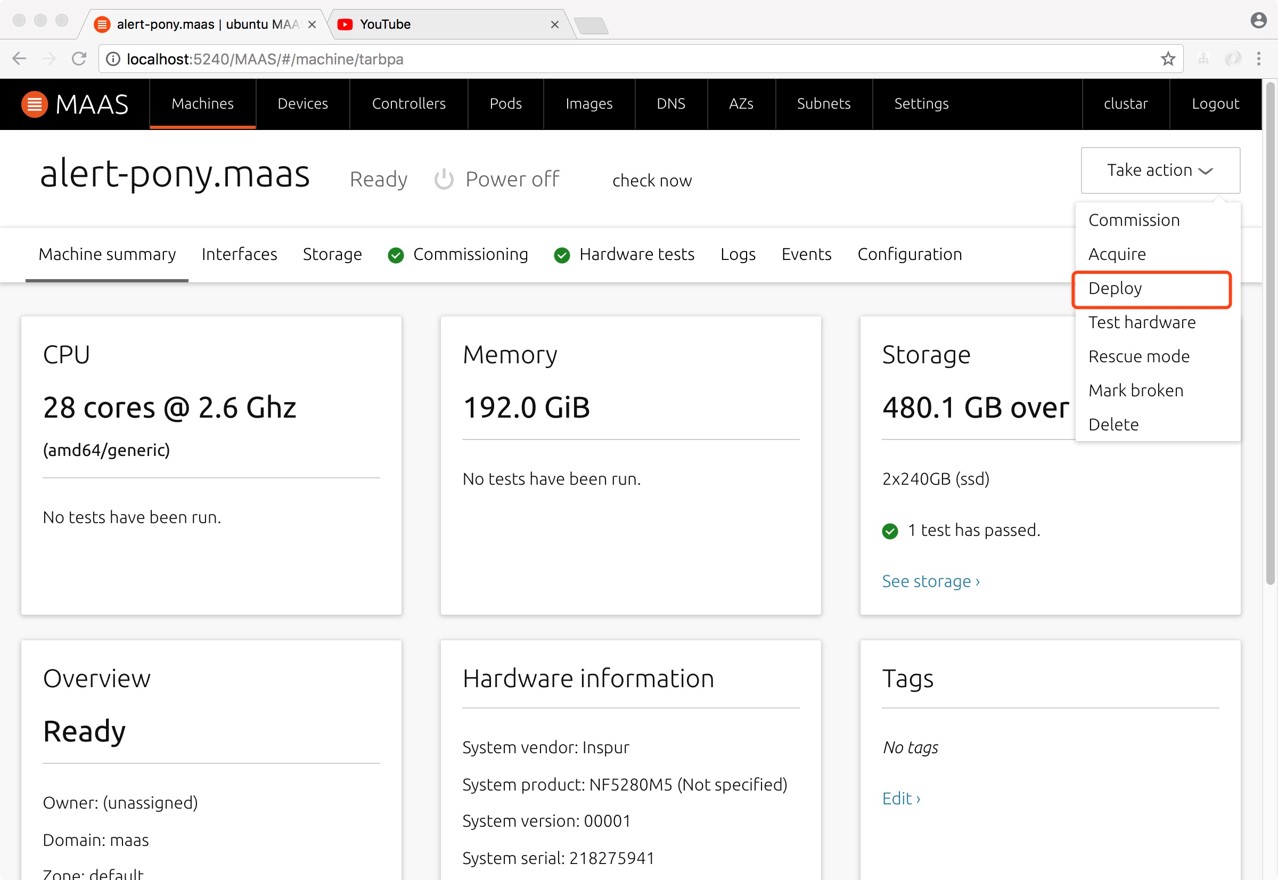 alert-pony.maas | ubuntu MAA
YouTube
localhost:5240/MAAS/#/machine/tarbpa
MAAS Machines Devices Controllers Pods Images DNS AZs Subnets Settings clustar Logout
alert-pony.maas Ready Power off check now
Take action
Commission
Acquire
Deploy
Test hardware
Rescue mode
Mark broken
Delete
Machine summary Interfaces Storage Commissioning Hardware tests Logs Events Configuration
CPU
28 cores @ 2.6 Ghz
(amd64/generic)
No tests have been run.
Memory
192.0 GiB
No tests have been run.
Storage
480.1 GB over
2x240GB (ssd)
1 test has passed.
See storage ›
Overview
Ready
Owner: (unassigned)
Domain: maas
Zone: default
Hardware information
System vendor: Inspur
System product: NF5280M5 (Not specified)
System version: 00001
System serial: 218275941
Tags
No tags
Edit ›